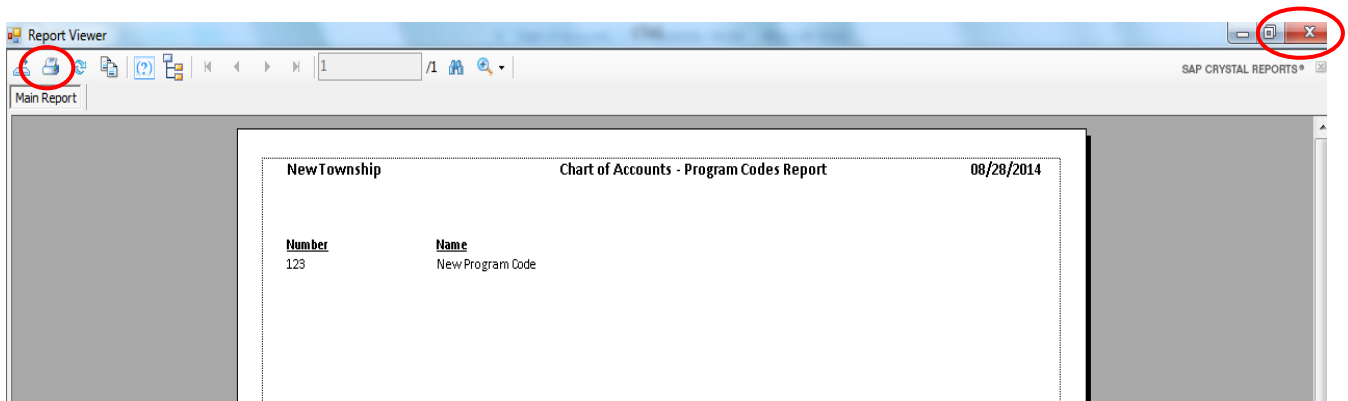 Report Viewer
(?) 1 /1 SAP CRYSTAL REPORTS®
Main Report
New Township Chart of Accounts - Program Codes Report 08/28/2014
Number Name
123 New Program Code